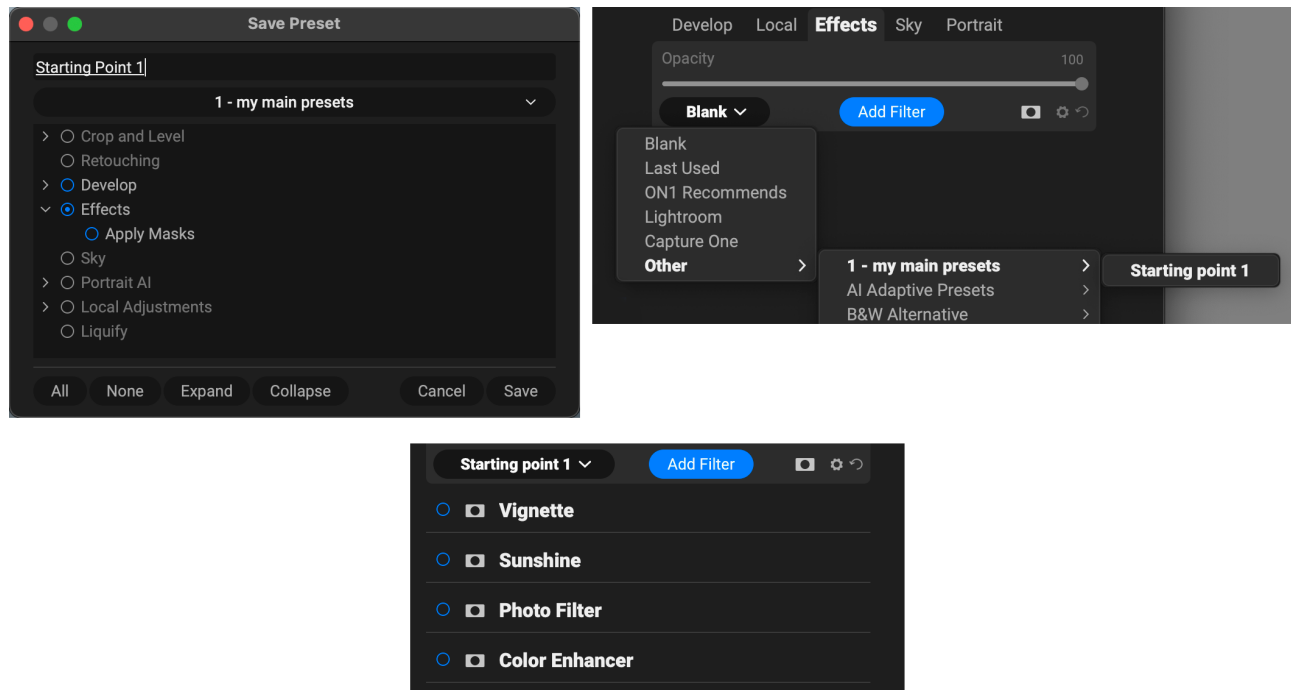 Save Preset
Starting Point 1
1 - my main presets
Crop and Level
Retouching
Develop
Effects
Apply Masks
Sky
Portrait AI
Local Adjustments
Liquify
All None Expand Collapse Cancel Save
Develop Local Effects Sky Portrait
Opacity 100
Blank Add Filter
Blank
Last Used
ON1 Recommends
Lightroom
Capture One
Other 1 - my main presets Starting point 1
AI Adaptive Presets
B&W Alternative
Starting point 1 Add Filter
Vignette
Sunshine
Photo Filter
Color Enhancer